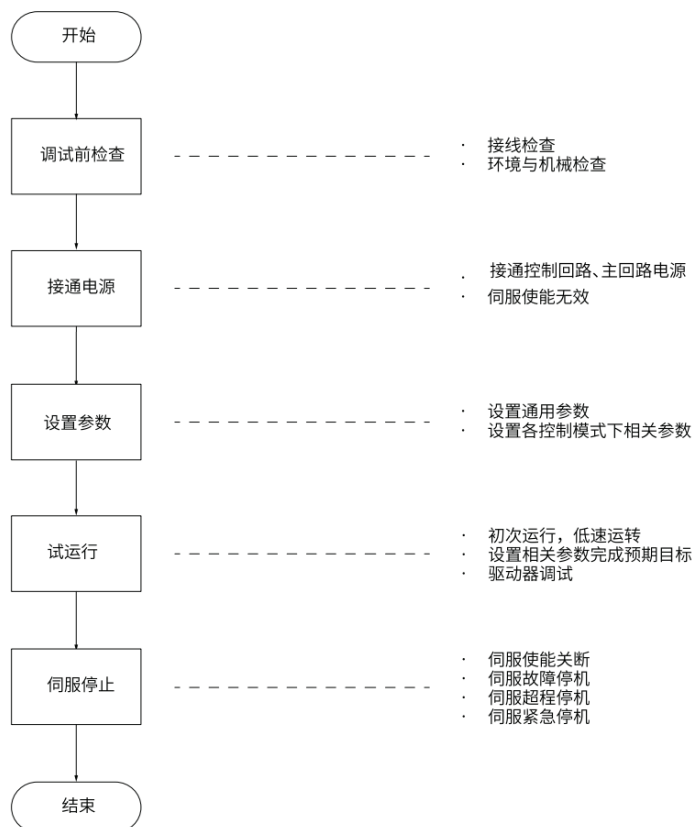 开始
调试前检查
· 接线检查
· 环境与机械检查
接通电源
· 接通控制回路、主回路电源
· 伺服使能无效
设置参数
· 设置通用参数
· 设置各控制模式下相关参数
试运行
· 初次运行，低速运转
· 设置相关参数完成预期目标
· 驱动器调试
伺服停止
· 伺服使能关断
· 伺服故障停机
· 伺服超程停机
· 伺服紧急停机
结束